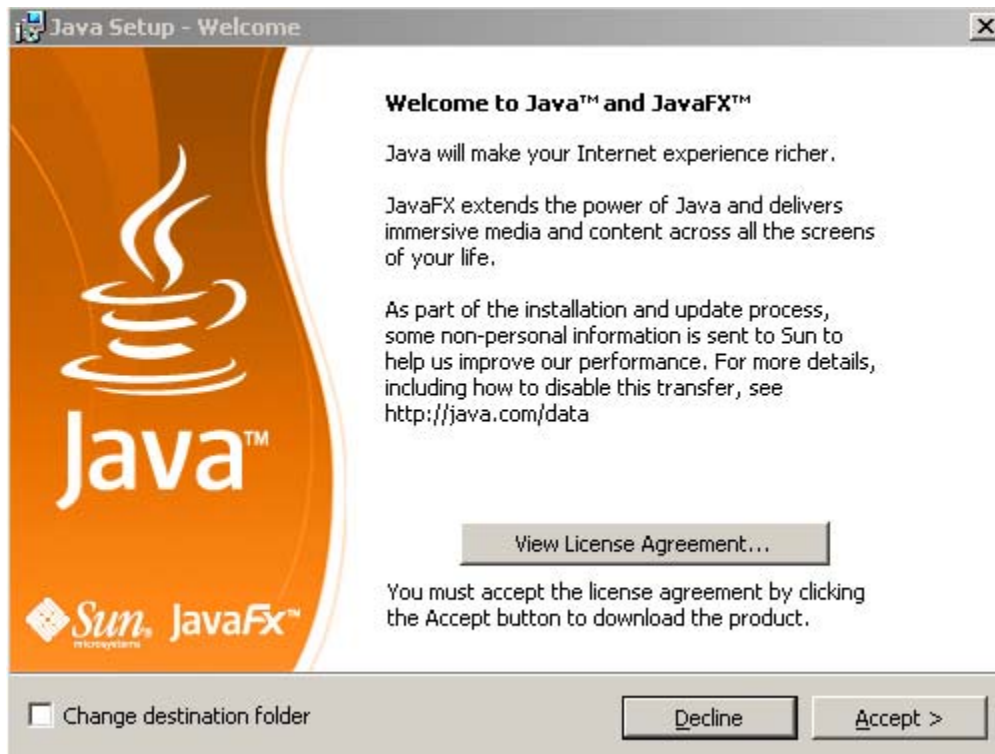 Java Setup - Welcome
Welcome to Java™ and JavaFX™
Java will make your Internet experience richer.
JavaFX extends the power of Java and delivers
immersive media and content across all the screens
of your life.
As part of the installation and update process,
some non-personal information is sent to Sun to
help us improve our performance. For more details,
including how to disable this transfer, see
http://java.com/data
Java™
View License Agreement...
You must accept the license agreement by clicking
the Accept button to download the product.
Sun®
microsystems
JavaFX™
Change destination folder
Decline
Accept >